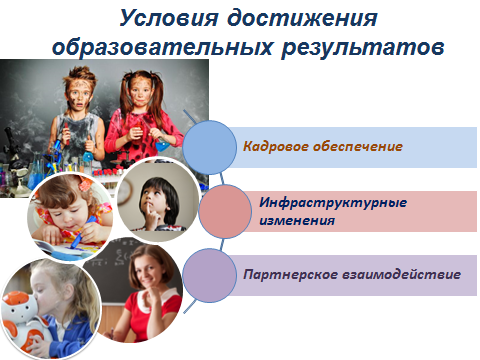 Условия достижения
образовательных результатов
Кадровое обеспечение
Инфраструктурные
изменения
Партнерское взаимодействие